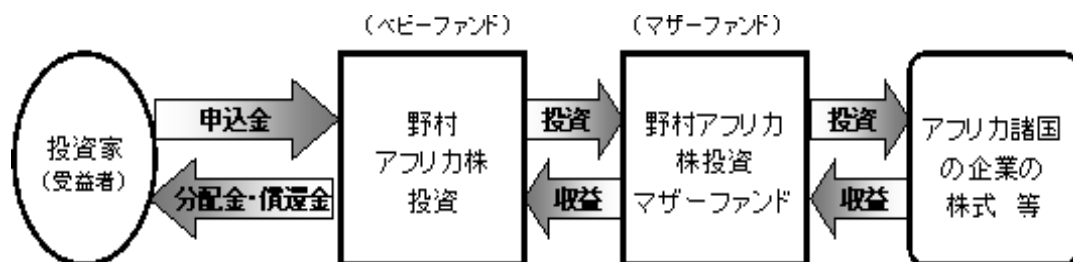 (ベビーファンド)
(マザーファンド)
投資家
(受益者)
申込金
分配金・償還金
野村
アフリカ株
投資
投資
収益
野村アフリカ
株投資
マザーファンド
投資
収益
アフリカ諸国
の企業の
株式 等